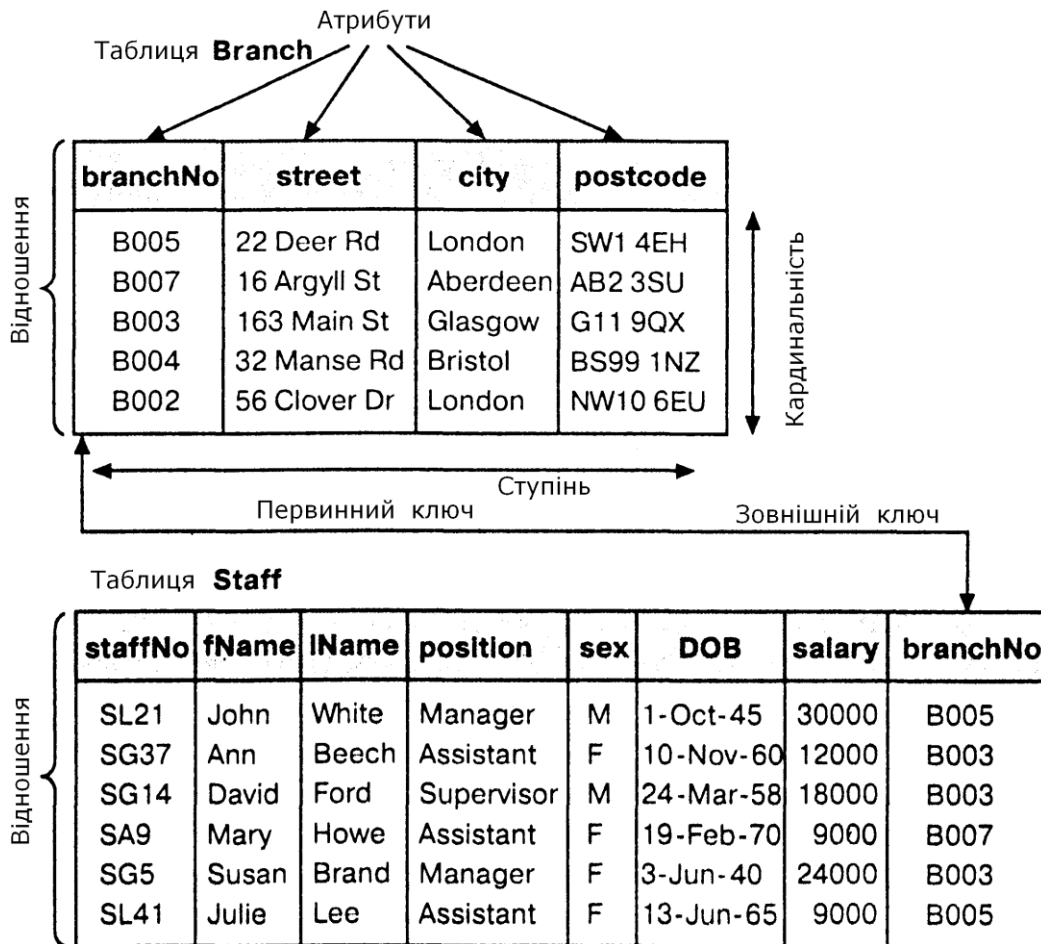 Атрибути
Таблиця Branch
Відношення
branchNo street city postcode
B005 22 Deer Rd London SW1 4EH
B007 16 Argyll St Aberdeen AB2 3SU
B003 163 Main St Glasgow G11 9QX
B004 32 Manse Rd Bristol BS99 1NZ
B002 56 Clover Dr London NW10 6EU
Кардинальність
Ступінь
Первинний ключ
Зовнішній ключ
Таблиця Staff
Відношення
staffNo fName lName position sex DOB salary branchNo
SL21 John White Manager M 1-Oct-45 30000 B005
SG37 Ann Beech Assistant F 10-Nov-60 12000 B003
SG14 David Ford Supervisor M 24-Mar-58 18000 B003
SA9 Mary Howe Assistant F 19-Feb-70 9000 B007
SG5 Susan Brand Manager F 3-Jun-40 24000 B003
SL41 Julie Lee Assistant F 13-Jun-65 9000 B005